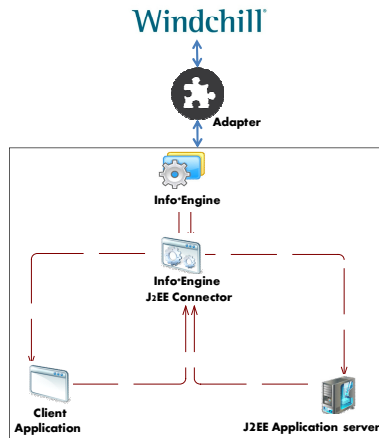 Windchill®
Adapter
Info*Engine
Info*Engine
J2EE Connector
Client
Application
J2EE Application server